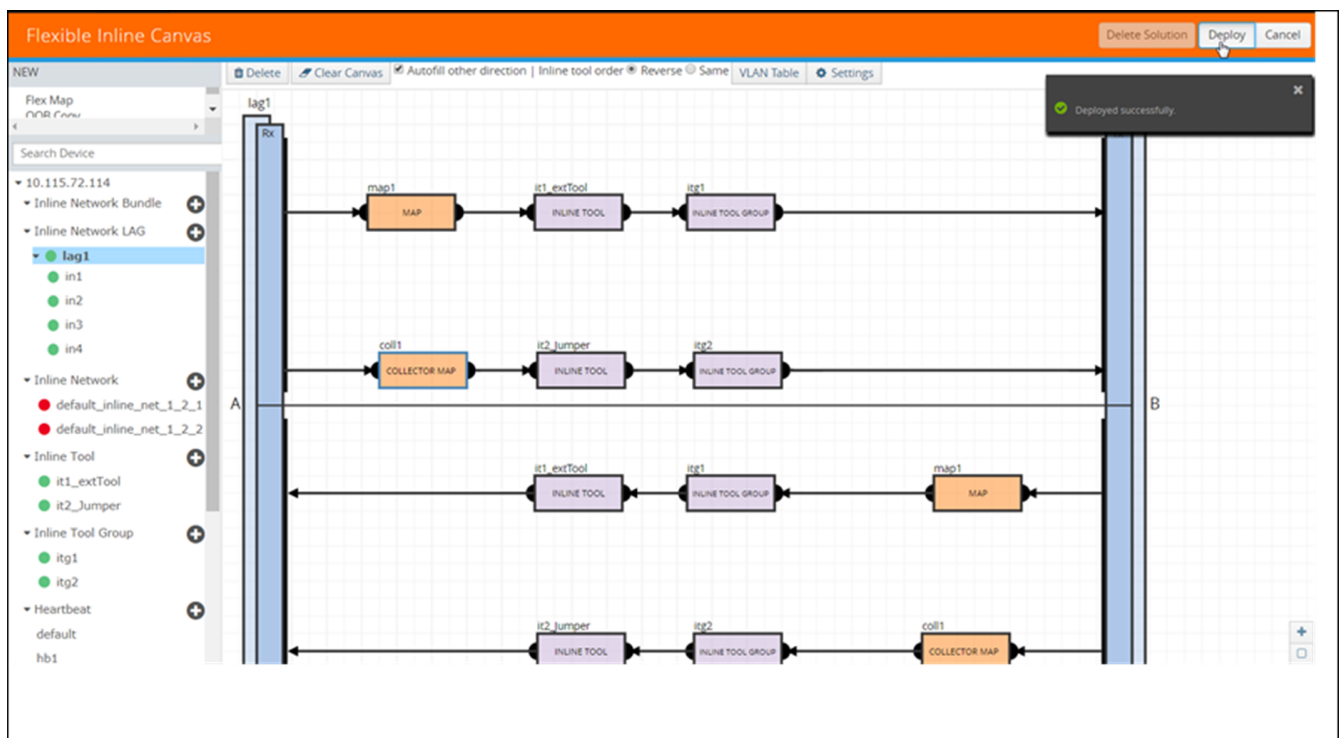 Flexible Inline Canvas
Delete Solution Deploy Cancel
NEW
Delete Clear Canvas Autofill other direction | Inline tool order Reverse Same VLAN Table Settings
Flex Map
OOB Copy
Deployed successfully.
Search Device
10.115.72.114
Inline Network Bundle
Inline Network LAG
lag1
in1
in2
in3
in4
Inline Network
default_inline_net_1_2_1
default_inline_net_1_2_2
Inline Tool
it1_extTool
it2_Jumper
Inline Tool Group
itg1
itg2
Heartbeat
default
hb1
lag1
Rx
map1 it1_extTool itg1
MAP INLINE TOOL INLINE TOOL GROUP
coll1 it2_Jumper itg2
COLLECTOR MAP INLINE TOOL INLINE TOOL GROUP
A B
it1_extTool itg1 map1
INLINE TOOL INLINE TOOL GROUP MAP
it2_Jumper itg2 coll1
INLINE TOOL INLINE TOOL GROUP COLLECTOR MAP